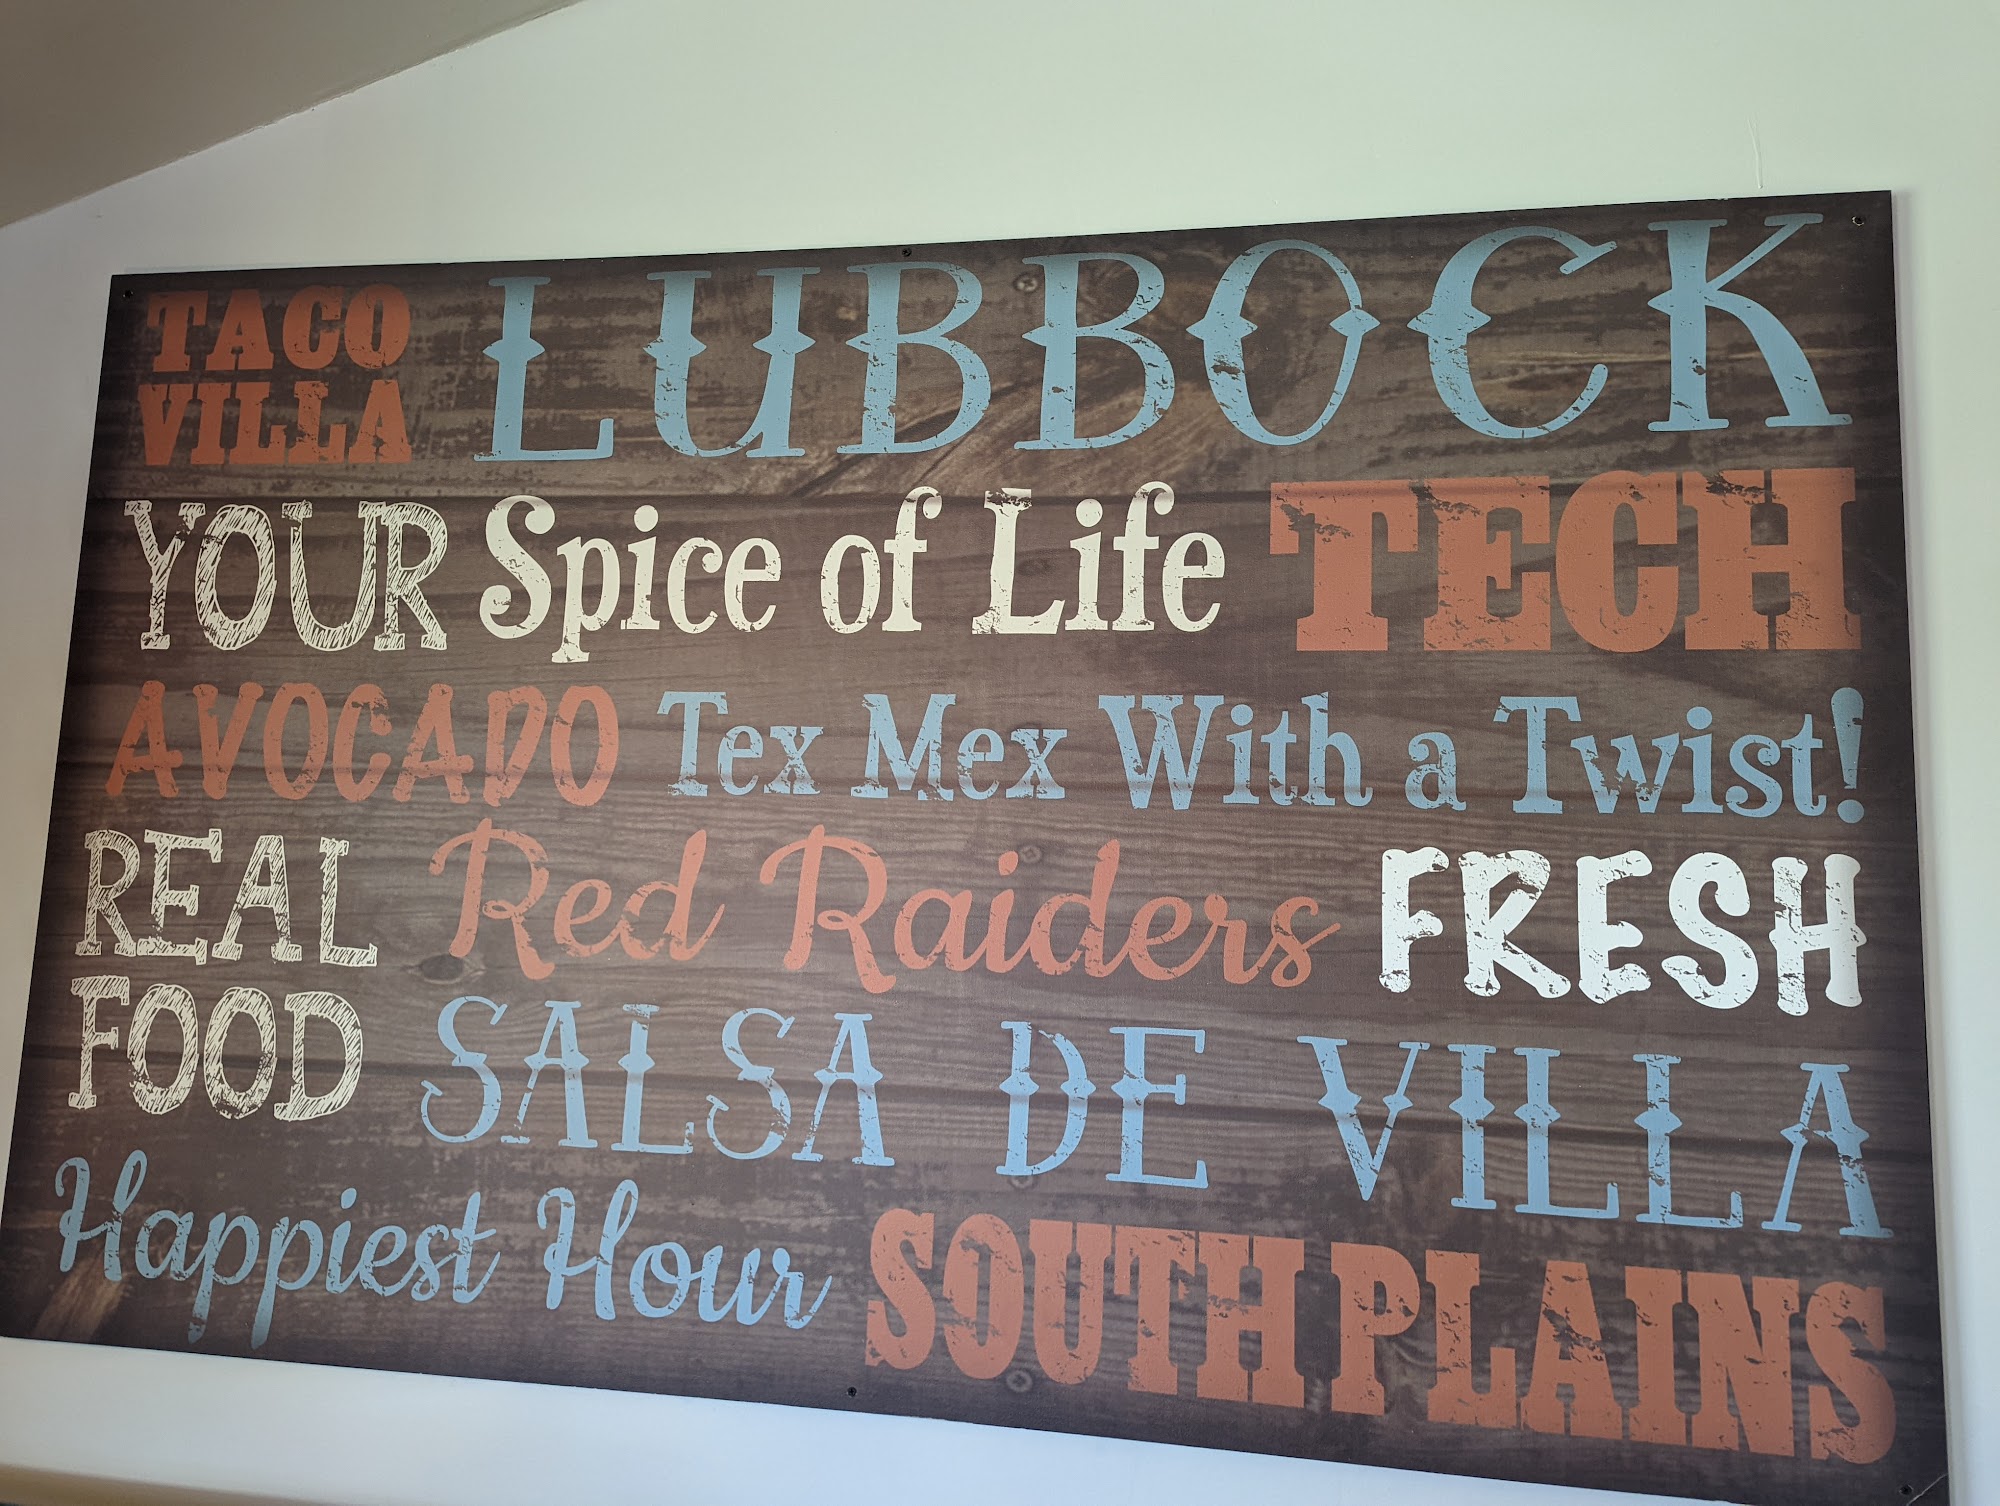 TACO VILLA LUBBOCK
YOUR Spice of Life TECH
AVOCADO Tex Mex With a Twist!
REAL FOOD Red Raiders FRESH
SALSA DE VILLA
Happiest Hour SOUTH PLAINS